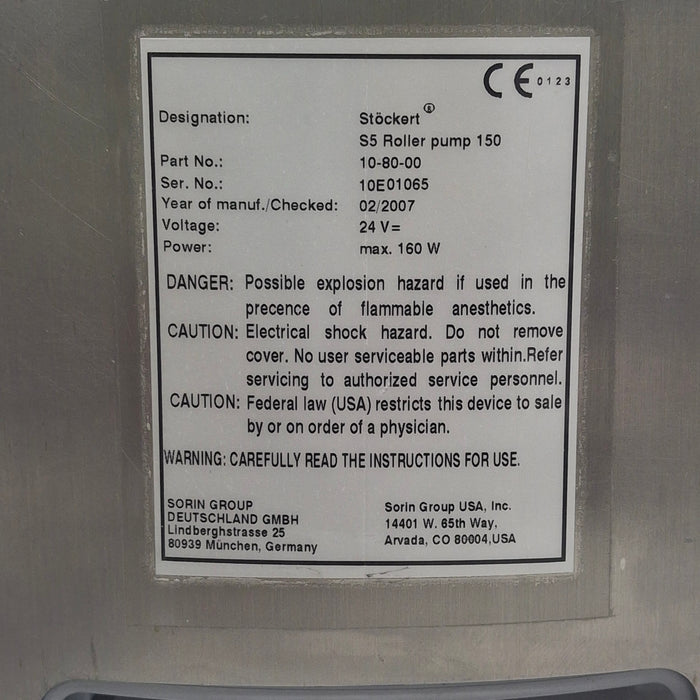 CE 0123
Designation: Stöckert®
S5 Roller pump 150
Part No.: 10-80-00
Ser. No.: 10E01065
Year of manuf./Checked: 02/2007
Voltage: 24 V=
Power: max. 160 W
DANGER: Possible explosion hazard if used in the
precence of flammable anesthetics.
CAUTION: Electrical shock hazard. Do not remove
cover. No user serviceable parts within.Refer
servicing to authorized service personnel.
CAUTION: Federal law (USA) restricts this device to sale
by or on order of a physician.
WARNING: CAREFULLY READ THE INSTRUCTIONS FOR USE.
SORIN GROUP
DEUTSCHLAND GMBH
Lindberghstrasse 25
80939 München, Germany
Sorin Group USA, Inc.
14401 W. 65th Way,
Arvada, CO 80004,USA